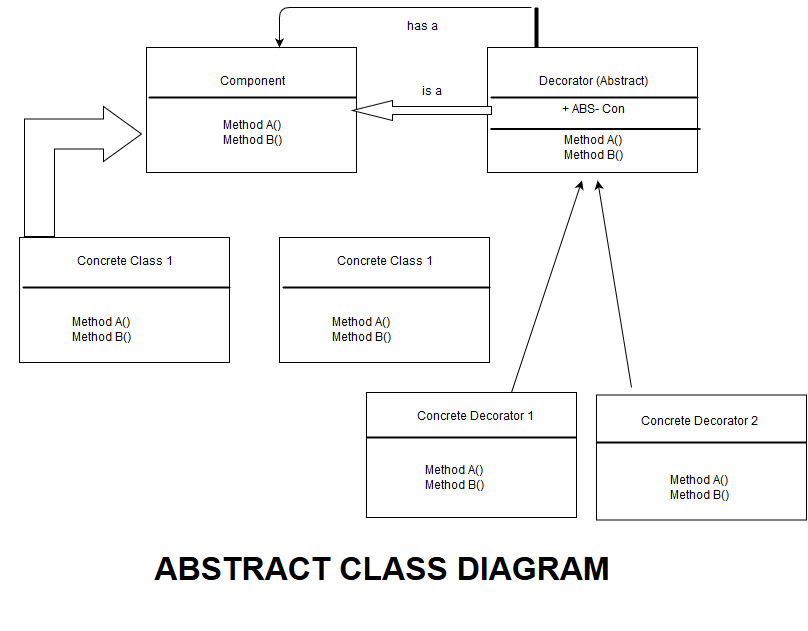 has a
Component
Decorator (Abstract)
is a
+ ABS- Con
Method A()
Method B()
Method A()
Method B()
Concrete Class 1
Concrete Class 1
Method A()
Method B()
Method A()
Method B()
Concrete Decorator 1
Concrete Decorator 2
Method A()
Method B()
Method A()
Method B()
ABSTRACT CLASS DIAGRAM